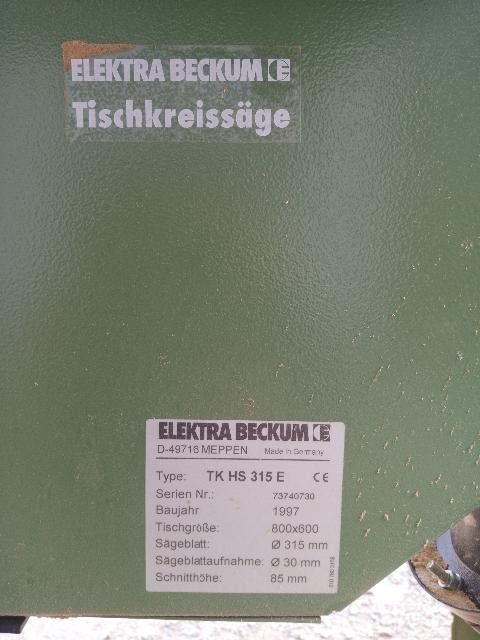 ELEKTRA BECKUM
Tischkreissäge
ELEKTRA BECKUM
D-49716 MEPPEN Made in Germany
Type: TK HS 315 E CE
Serien Nr.: 73740730
Baujahr 1997
Tischgröße: 800x600
Sägeblatt: Ø 315 mm
Sägeblattaufnahme: Ø 30 mm
Schnitthöhe: 85 mm